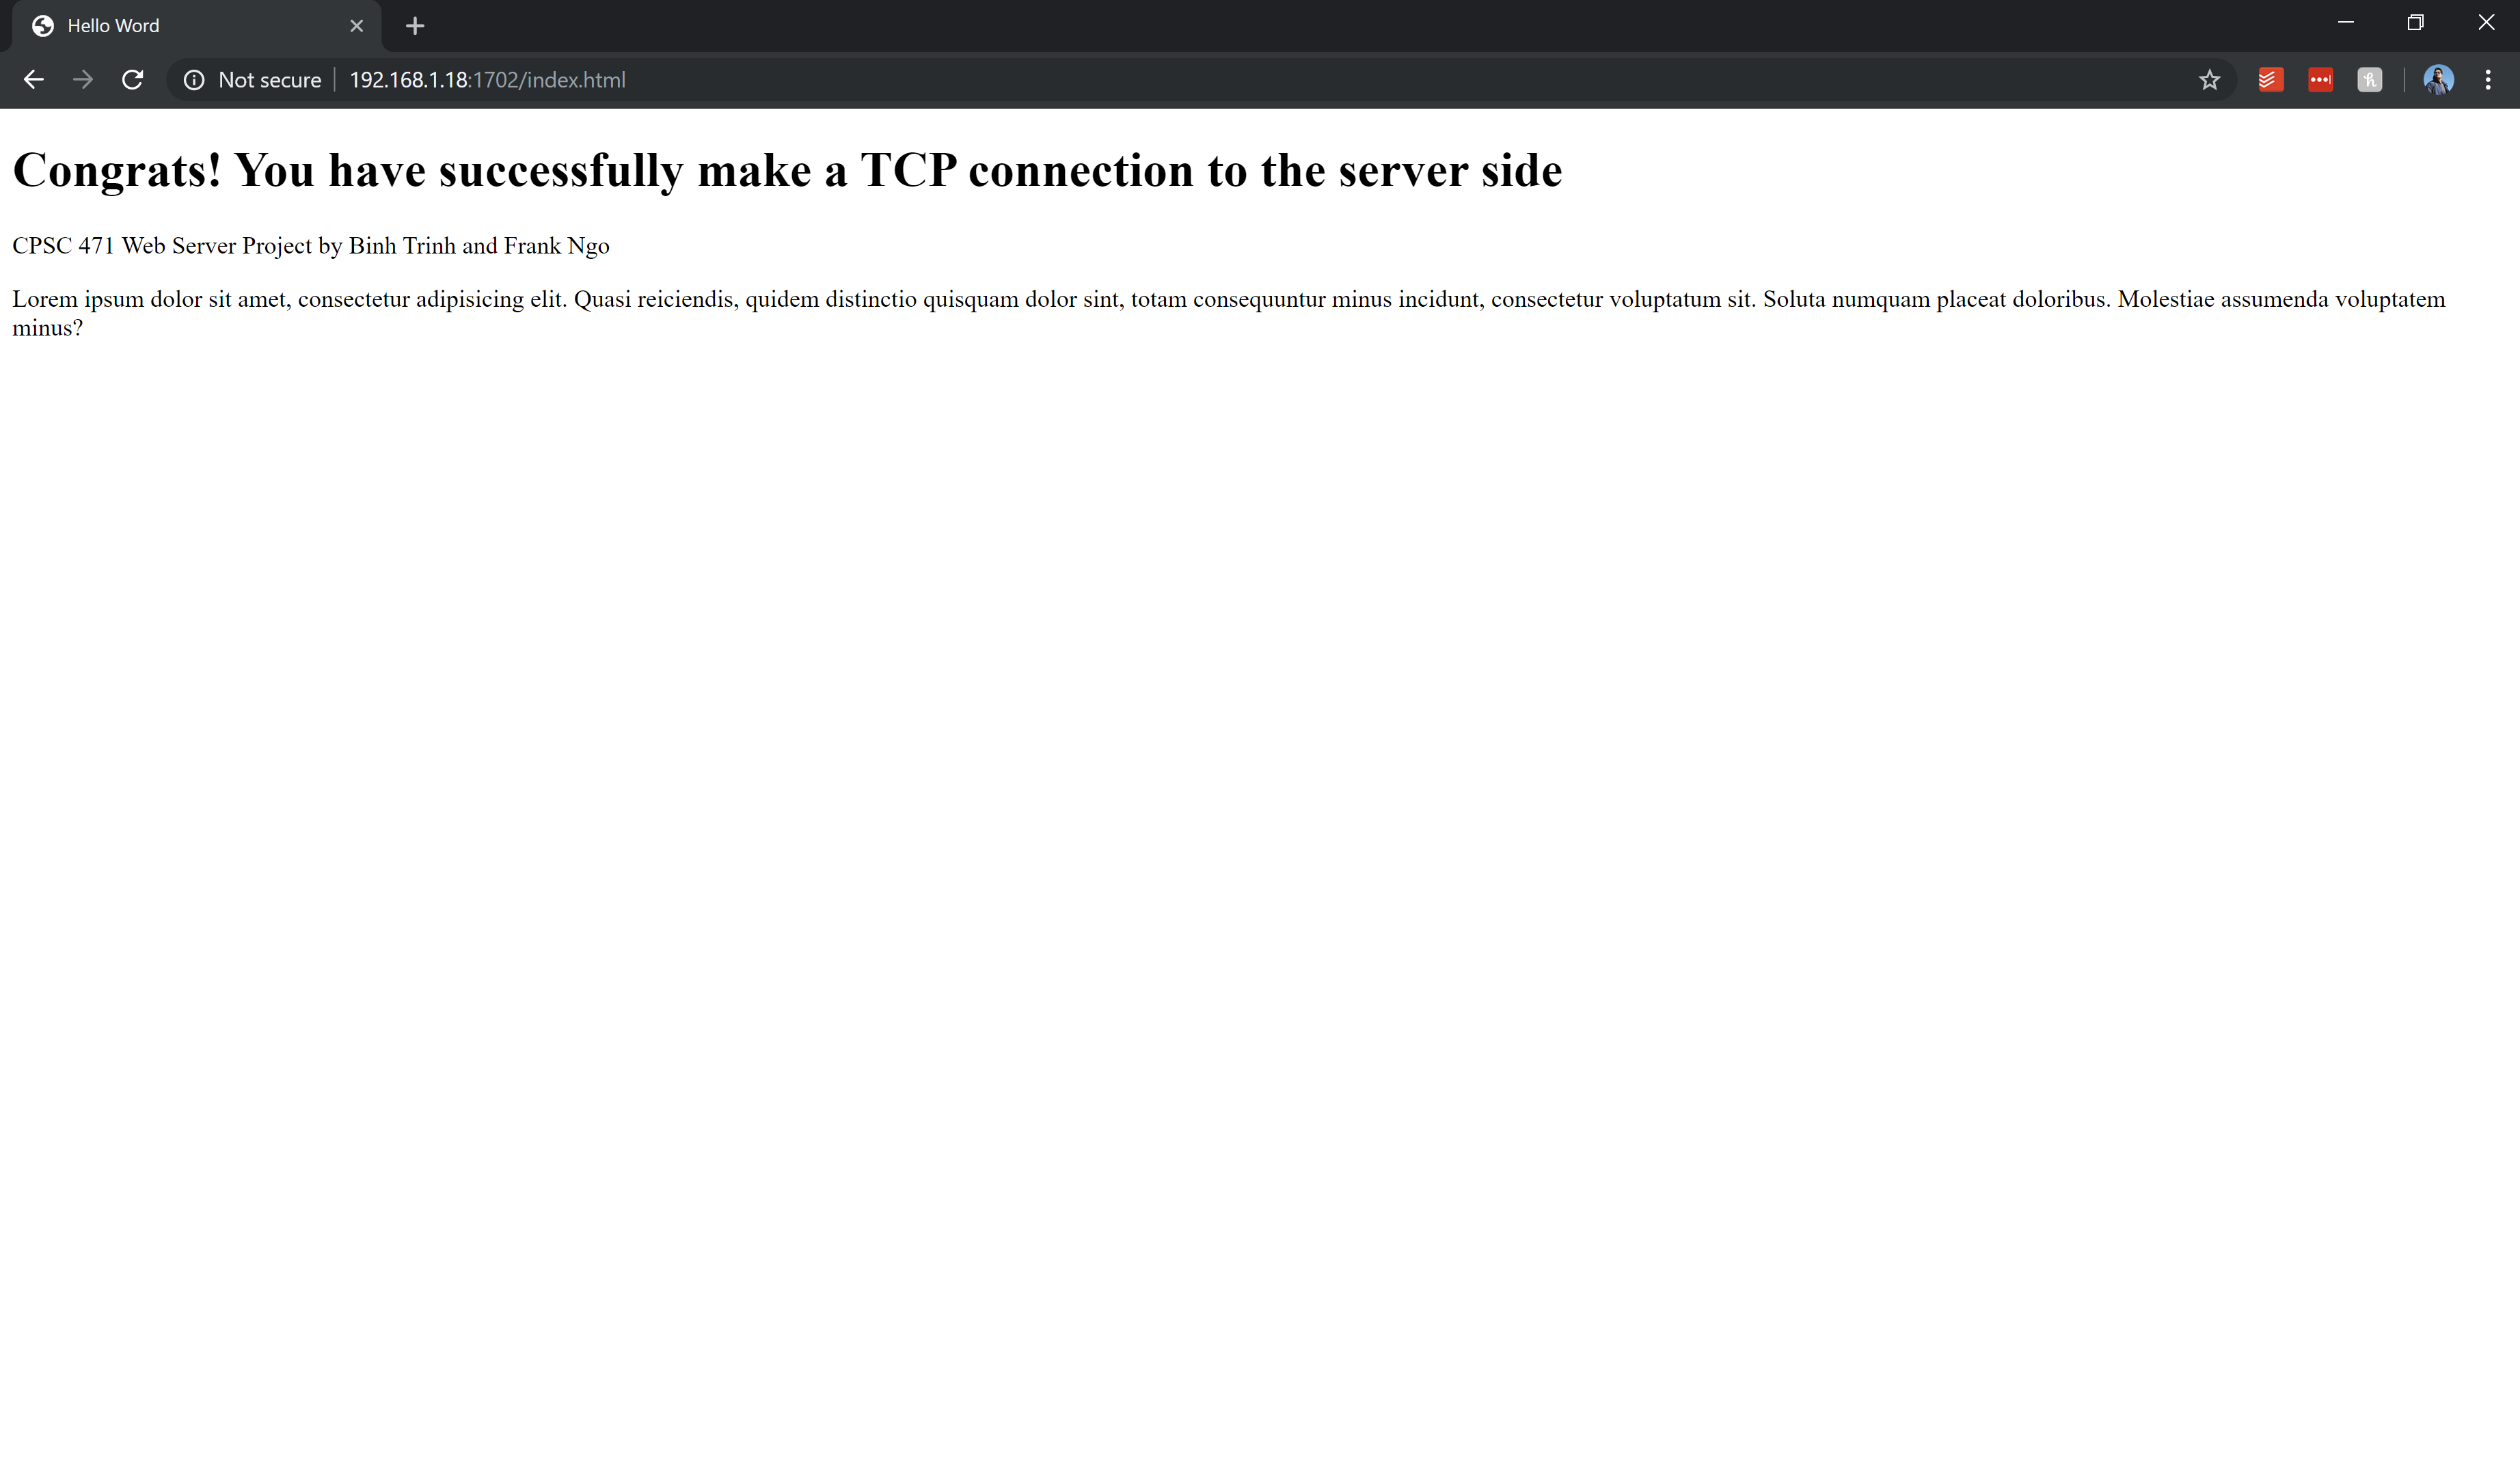 Hello Word
Not secure
192.168.1.18:1702/index.html
Congrats! You have successfully make a TCP connection to the server side
CPSC 471 Web Server Project by Binh Trinh and Frank Ngo
Lorem ipsum dolor sit amet, consectetur adipisicing elit. Quasi reiciendis, quidem distinctio quisquam dolor sint, totam consequuntur minus incidunt, consectetur voluptatum sit. Soluta numquam placeat doloribus. Molestiae assumenda voluptatem
minus?